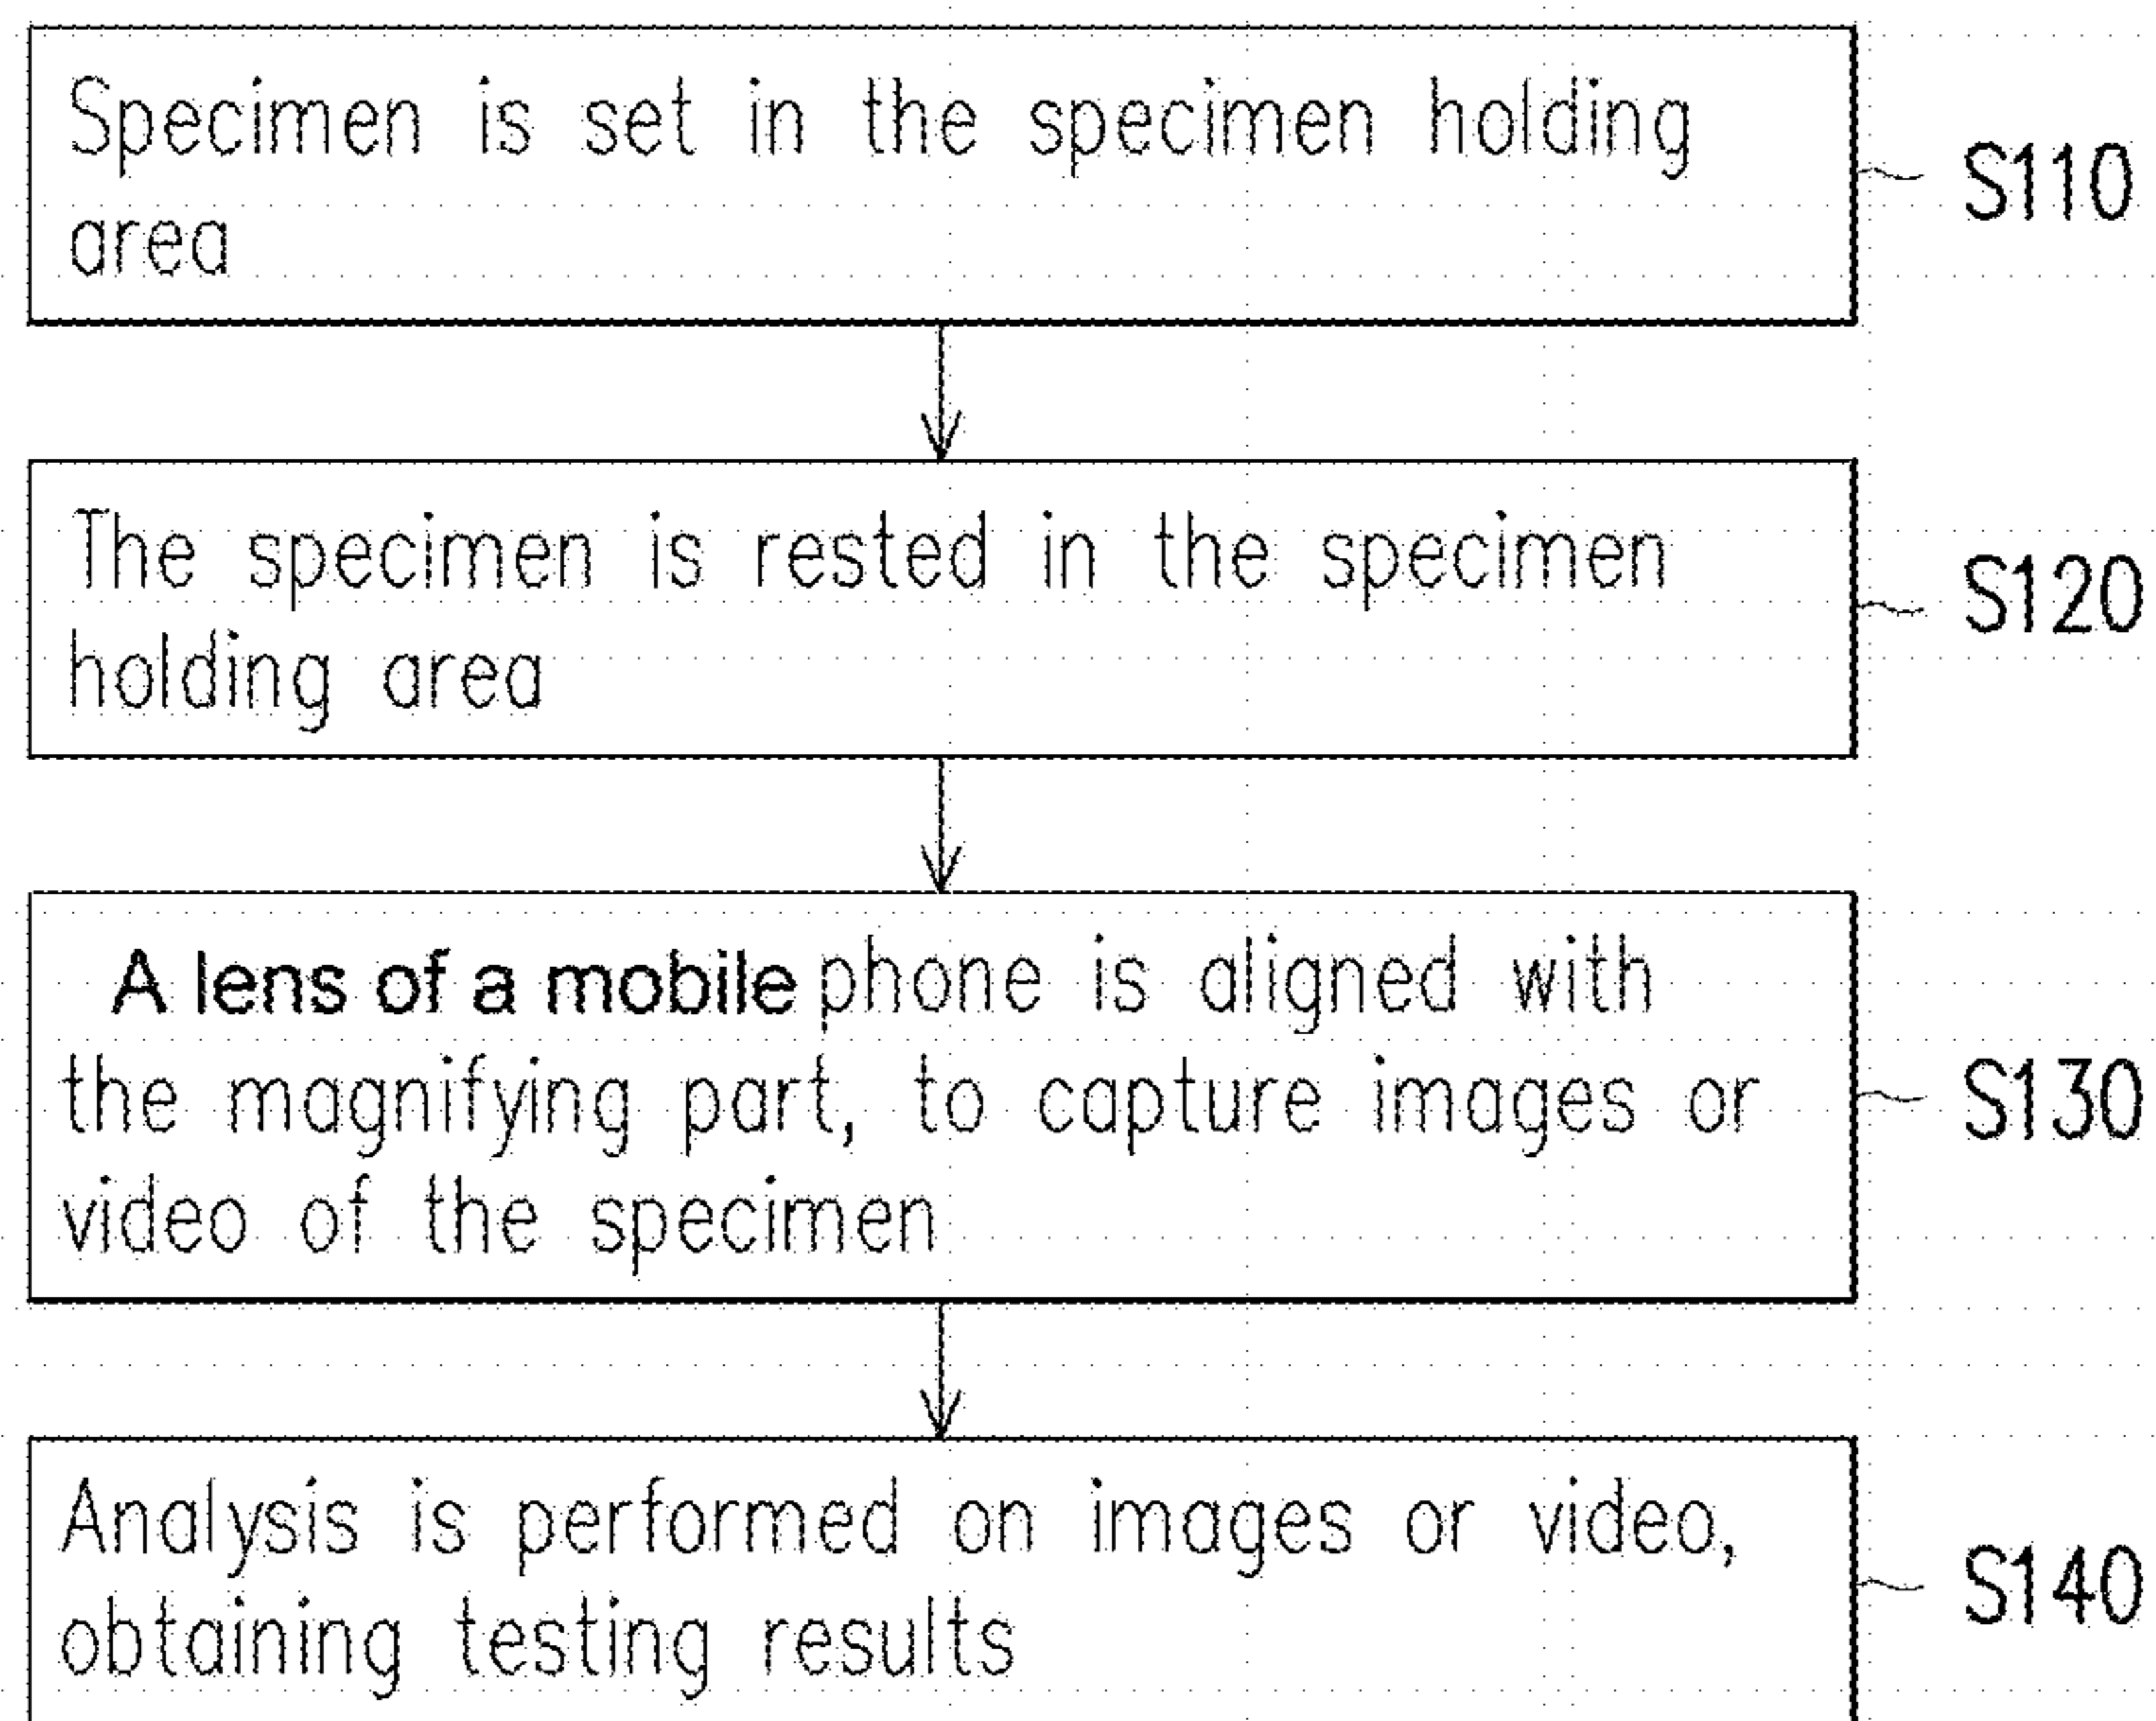 Specimen is set in the specimen holding
area
S110
The specimen is rested in the specimen
holding area
S120
A lens of a mobile phone is aligned with
the magnifying part, to capture images or
video of the specimen
S130
Analysis is performed on images or video,
obtaining testing results
S140